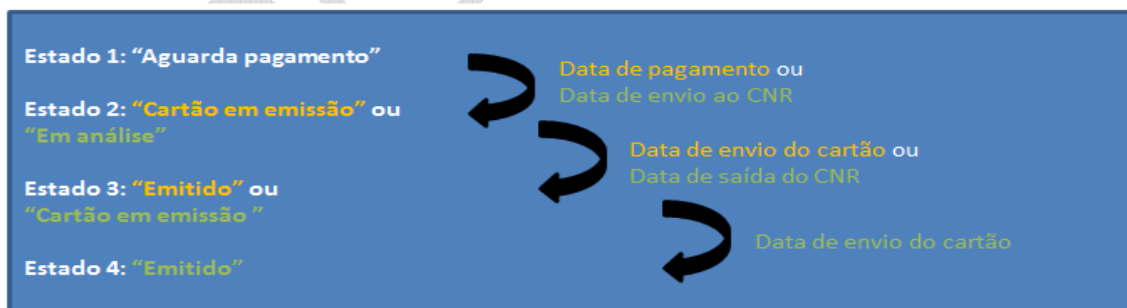 Estado 1: “Aguarda pagamento”
Data de pagamento ou
Data de envio ao CNR
Estado 2: “Cartão em emissão” ou
“Em análise”
Data de envio do cartão ou
Data de saída do CNR
Estado 3: “Emitido” ou
“Cartão em emissão ”
Data de envio do cartão
Estado 4: “Emitido”